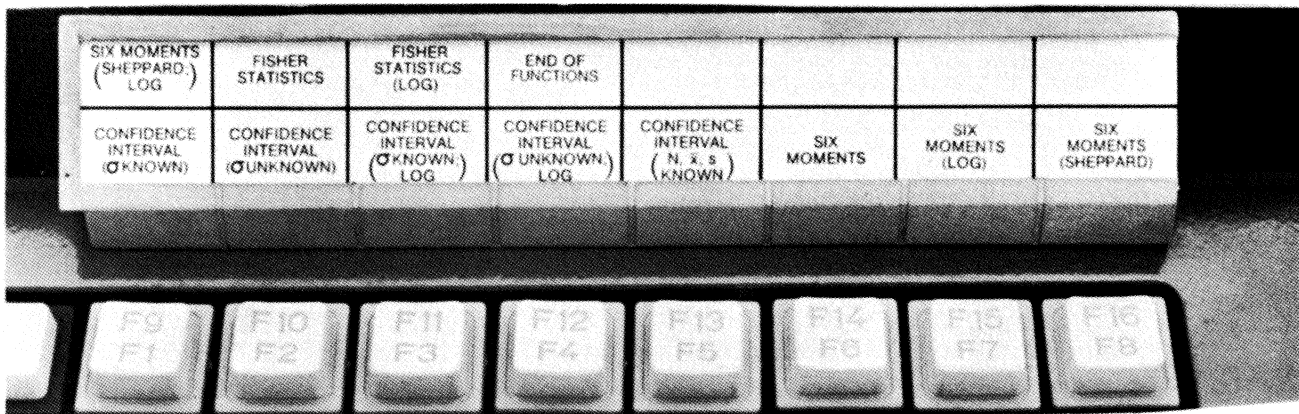 SIX MOMENTS
(SHEPPARD;)
LOG
FISHER
STATISTICS
FISHER
STATISTICS
(LOG)
END OF
FUNCTIONS
CONFIDENCE
INTERVAL
(σ KNOWN)
CONFIDENCE
INTERVAL
(σ UNKNOWN)
CONFIDENCE
INTERVAL
(σ KNOWN;)
LOG
CONFIDENCE
INTERVAL
(σ UNKNOWN;)
LOG
CONFIDENCE
INTERVAL
(N, x̄, s)
KNOWN
SIX
MOMENTS
SIX
MOMENTS
(LOG)
SIX
MOMENTS
(SHEPPARD)
F9
F1
F10
F2
F11
F3
F12
F4
F13
F5
F14
F6
F15
F7
F16
F8